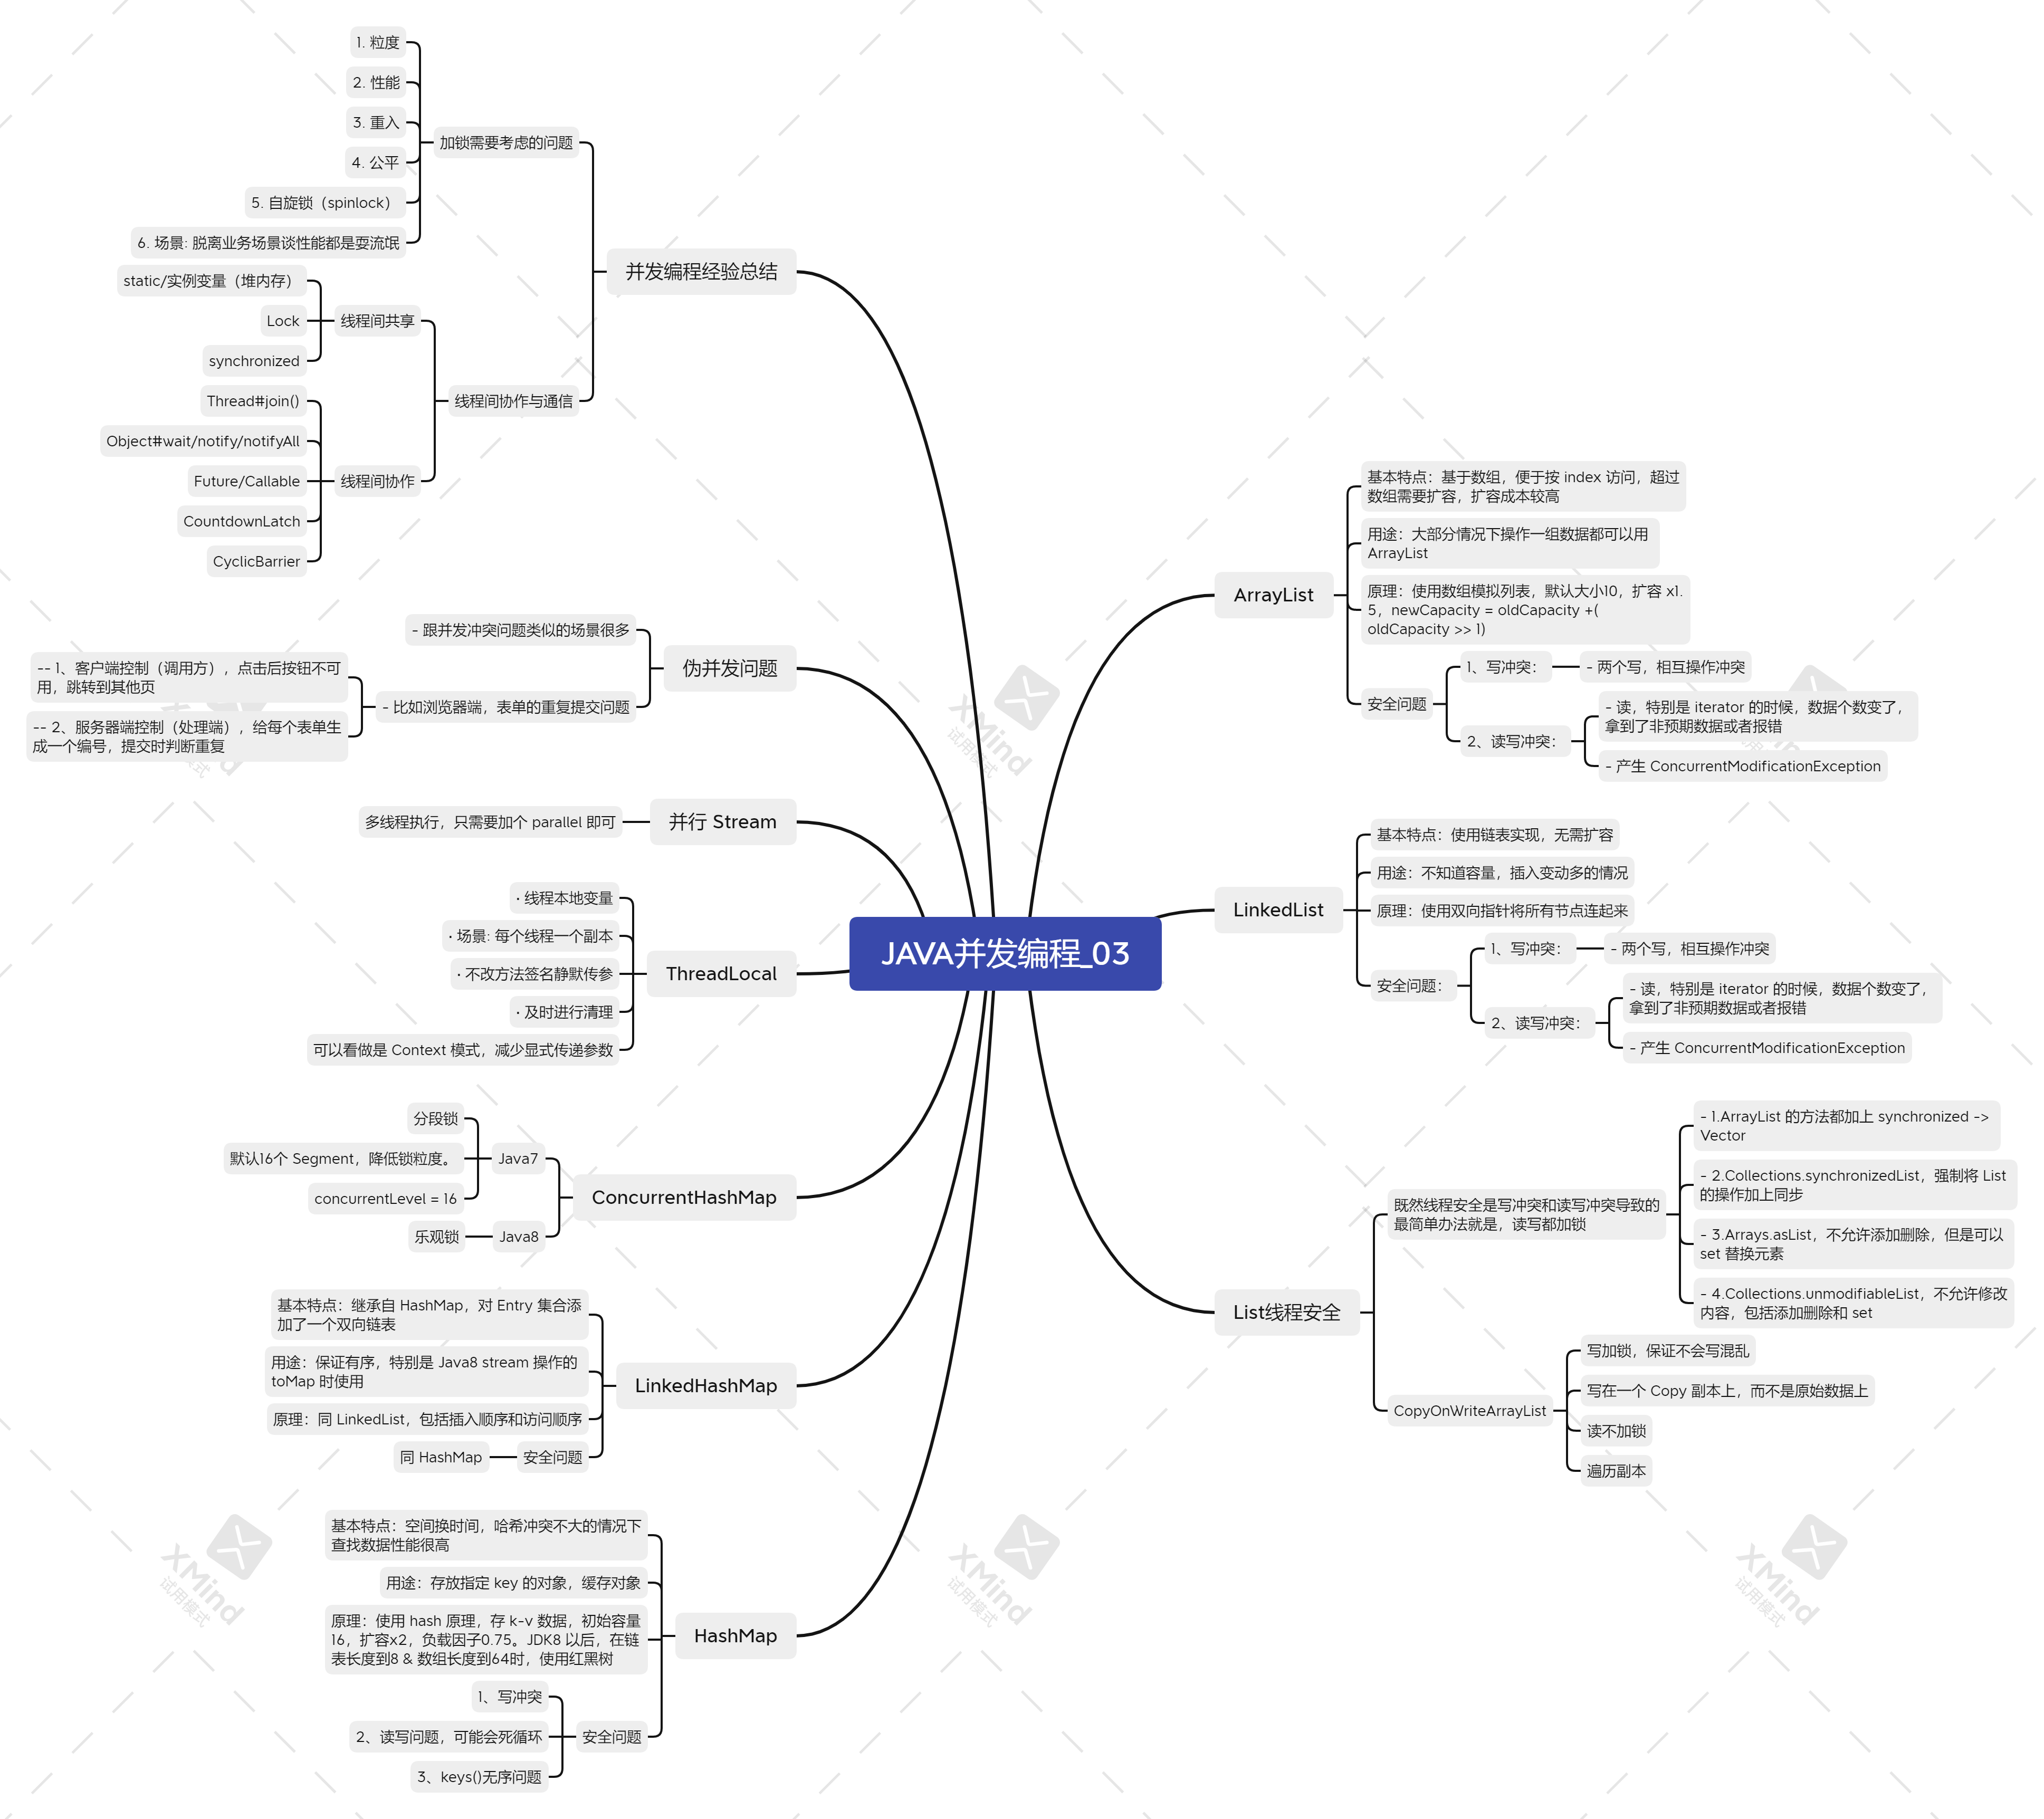 JAVA并发编程_03
ArrayList
基本特点：基于数组，便于按 index 访问，超过
数组需要扩容，扩容成本较高
用途：大部分情况下操作一组数据都可以用
ArrayList
原理：使用数组模拟列表，默认大小10，扩容 x1.
5，newCapacity = oldCapacity +(
oldCapacity >> 1)
安全问题
1、写冲突：
- 两个写，相互操作冲突
2、读写冲突：
- 读，特别是 iterator 的时候，数据个数变了，
拿到了非预期数据或者报错
- 产生 ConcurrentModificationException
LinkedList
基本特点：使用链表实现，无需扩容
用途：不知道容量，插入变动多的情况
原理：使用双向指针将所有节点连起来
安全问题：
1、写冲突：
- 两个写，相互操作冲突
2、读写冲突：
- 读，特别是 iterator 的时候，数据个数变了，
拿到了非预期数据或者报错
- 产生 ConcurrentModificationException
List线程安全
既然线程安全是写冲突和读写冲突导致的
最简单办法就是，读写都加锁
- 1.ArrayList 的方法都加上 synchronized ->
Vector
- 2.Collections.synchronizedList，强制将 List
的操作加上同步
- 3.Arrays.asList，不允许添加删除，但是可以
set 替换元素
- 4.Collections.unmodifiableList，不允许修改
内容，包括添加删除和 set
CopyOnWriteArrayList
写加锁，保证不会写混乱
写在一个 Copy 副本上，而不是原始数据上
读不加锁
遍历副本
并发编程经验总结
加锁需要考虑的问题
1. 粒度
2. 性能
3. 重入
4. 公平
5. 自旋锁（spinlock）
6. 场景: 脱离业务场景谈性能都是耍流氓
线程间协作与通信
线程间共享
static/实例变量（堆内存）
Lock
synchronized
线程间协作
Thread#join()
Object#wait/notify/notifyAll
Future/Callable
CountdownLatch
CyclicBarrier
伪并发问题
- 跟并发冲突问题类似的场景很多
- 比如浏览器端，表单的重复提交问题
-- 1、客户端控制（调用方），点击后按钮不可
用，跳转到其他页
-- 2、服务器端控制（处理端），给每个表单生
成一个编号，提交时判断重复
并行 Stream
多线程执行，只需要加个 parallel 即可
ThreadLocal
· 线程本地变量
· 场景: 每个线程一个副本
· 不改方法签名静默传参
· 及时进行清理
可以看做是 Context 模式，减少显式传递参数
ConcurrentHashMap
Java7
分段锁
默认16个 Segment，降低锁粒度。
concurrentLevel = 16
Java8
乐观锁
LinkedHashMap
基本特点：继承自 HashMap，对 Entry 集合添
加了一个双向链表
用途：保证有序，特别是 Java8 stream 操作的
toMap 时使用
原理：同 LinkedList，包括插入顺序和访问顺序
安全问题
同 HashMap
HashMap
基本特点：空间换时间，哈希冲突不大的情况下
查找数据性能很高
用途：存放指定 key 的对象，缓存对象
原理：使用 hash 原理，存 k-v 数据，初始容量
16，扩容x2，负载因子0.75。JDK8 以后，在链
表长度到8 & 数组长度到64时，使用红黑树
安全问题
1、写冲突
2、读写问题，可能会死循环
3、keys()无序问题
XMind
试用模式
XMind
试用模式
XMind
试用模式
XMind
试用模式